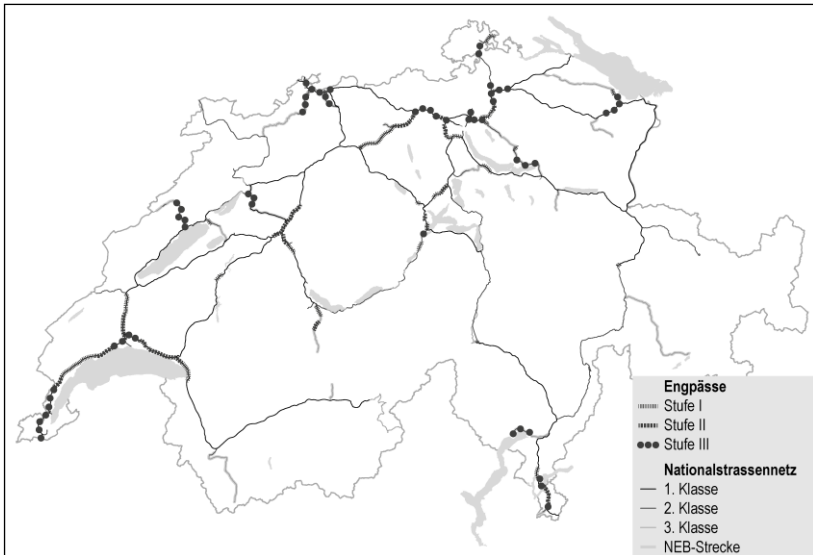 Engpässe
Stufe I
Stufe II
Stufe III
Nationalstrassennetz
1. Klasse
2. Klasse
3. Klasse
NEB-Strecke